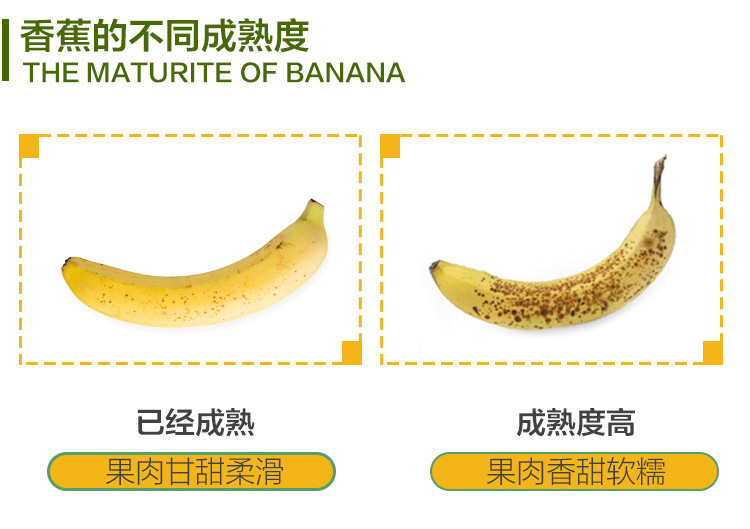 香蕉的不同成熟度
THE MATURITE OF BANANA
已经成熟
成熟度高
果肉甘甜柔滑
果肉香甜软糯